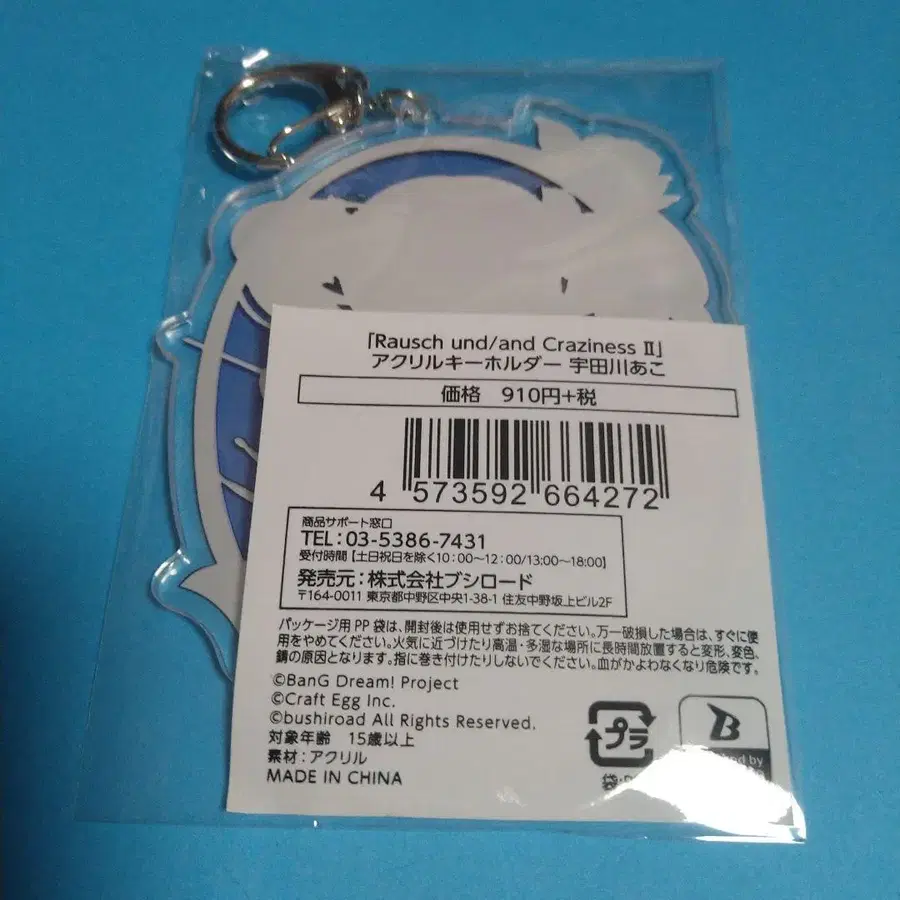 「Rausch und/and Craziness Ⅱ」
アクリルキーホルダー 宇田川あこ
価格 910円+税
4 573592 664272
商品サポート窓口
TEL:03-5386-7431
受付時間【土日祝日を除く10:00〜12:00/13:00〜18:00】
発売元:株式会社ブシロード
〒164-0011 東京都中野区中央1-38-1 住友中野坂上ビル2F
パッケージ用PP袋は、開封後は使用せずお捨てください。万一破損した場合は、すぐに使
用をやめてください。火気に近づけたり高温・多湿な場所に長時間放置すると変形、変色、
錆の原因となります。指に巻き付けたりしないでください。血がかよわなくなり危険です。
©BanG Dream! Project
©Craft Egg Inc.
©bushiroad All Rights Reserved.
対象年齢 15歳以上
素材:アクリル
MADE IN CHINA
プラ
袋:
B
by